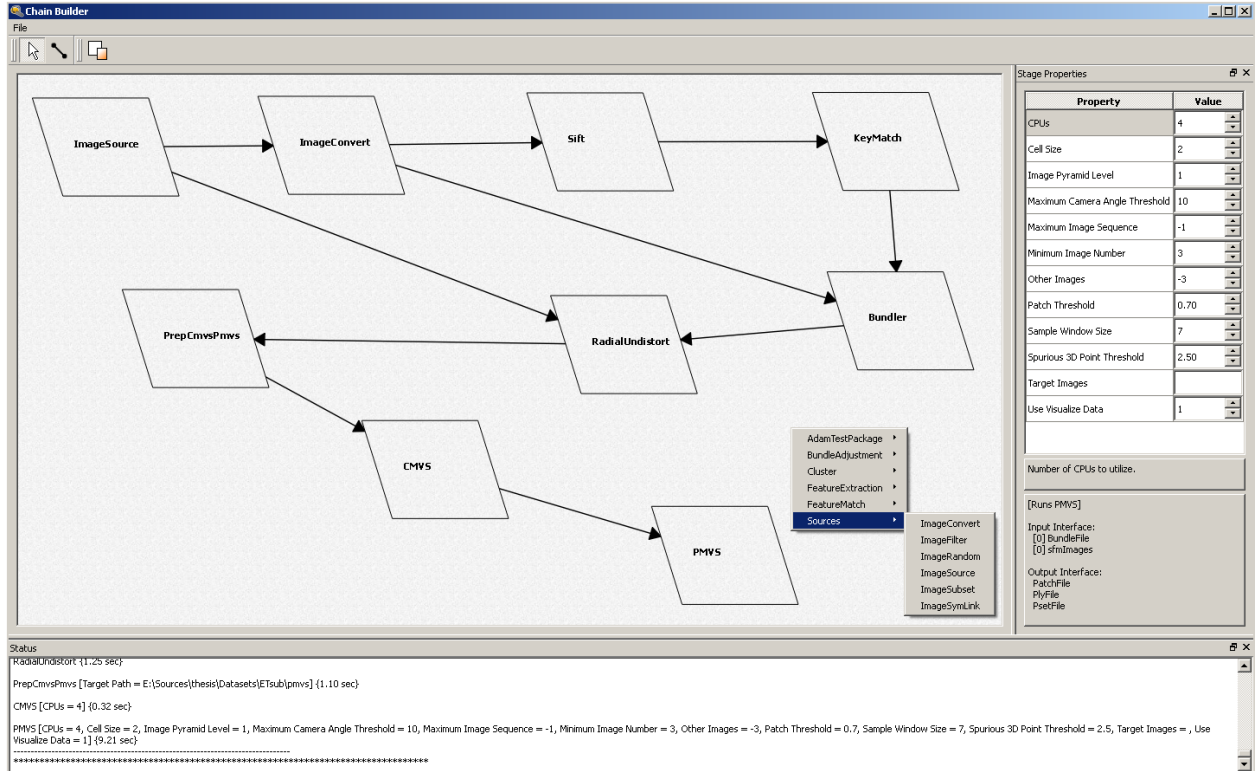 Chain Builder
File
ImageSource
ImageConvert
Sift
KeyMatch
PrepCmvsPmvs
RadialUndistort
Bundler
CMVS
PMVS
AdamTestPackage
BundleAdjustment
Cluster
FeatureExtraction
FeatureMatch
Sources
ImageConvert
ImageFilter
ImageRandom
ImageSource
ImageSubset
ImageSymLink
Stage Properties
Property Value
CPUs 4
Cell Size 2
Image Pyramid Level 1
Maximum Camera Angle Threshold 10
Maximum Image Sequence -1
Minimum Image Number 3
Other Images -3
Patch Threshold 0.70
Sample Window Size 7
Spurious 3D Point Threshold 2.50
Target Images
Use Visualize Data 1
Number of CPUs to utilize.
[Runs PMVS]
Input Interface:
[0] BundleFile
[0] sfmImages
Output Interface:
PatchFile
PlyFile
PsetFile
Status
RadialUndistort {1.25 sec}
PrepCmvsPmvs [Target Path = E:\Sources\thesis\Datasets\ETsub\pmvs] {1.10 sec}
CMVS [CPUs = 4] {0.32 sec}
PMVS [CPUs = 4, Cell Size = 2, Image Pyramid Level = 1, Maximum Camera Angle Threshold = 10, Maximum Image Sequence = -1, Minimum Image Number = 3, Other Images = -3, Patch Threshold = 0.7, Sample Window Size = 7, Spurious 3D Point Threshold = 2.5, Target Images = , Use
Visualize Data = 1] {9.21 sec}